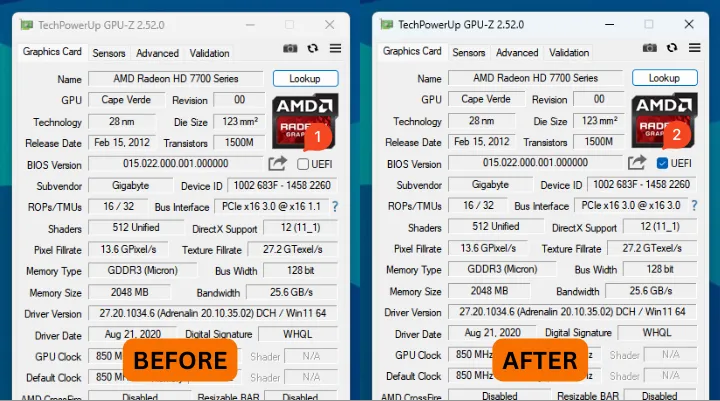 TechPowerUp GPU-Z 2.52.0
Graphics Card Sensors Advanced Validation
Name AMD Radeon HD 7700 Series Lookup
GPU Cape Verde Revision 00
AMD
Technology 28 nm Die Size 123 mm²
RADE
GRAPH
1
Release Date Feb 15, 2012 Transistors 1500M
BIOS Version 015.022.000.001.000000 UEFI
Subvendor Gigabyte Device ID 1002 683F - 1458 2260
ROPs/TMUs 16 / 32 Bus Interface PCIe x16 3.0 @ x16 1.1 ?
Shaders 512 Unified DirectX Support 12 (11_1)
Pixel Fillrate 13.6 GPixel/s Texture Fillrate 27.2 GTexel/s
Memory Type GDDR3 (Micron) Bus Width 128 bit
Memory Size 2048 MB Bandwidth 25.6 GB/s
Driver Version 27.20.1034.6 (Adrenalin 20.10.35.02) DCH / Win11 64
Driver Date Aug 21, 2020 Digital Signature WHQL
GPU Clock 850 M Shader N/A
BEFORE
Default Clock 850 MHz Shader N/A
AMD CrossFire Disabled Resizable BAR Disabled
TechPowerUp GPU-Z 2.52.0
Graphics Card Sensors Advanced Validation
Name AMD Radeon HD 7700 Series Lookup
GPU Cape Verde Revision 00
AMD
Technology 28 nm Die Size 123 mm²
RADE
GRAPH
2
Release Date Feb 15, 2012 Transistors 1500M
BIOS Version 015.022.000.001.000000 UEFI
Subvendor Gigabyte Device ID 1002 683F - 1458 2260
ROPs/TMUs 16 / 32 Bus Interface PCIe x16 3.0 @ x16 3.0 ?
Shaders 512 Unified DirectX Support 12 (11_1)
Pixel Fillrate 13.6 GPixel/s Texture Fillrate 27.2 GTexel/s
Memory Type GDDR3 (Micron) Bus Width 128 bit
Memory Size 2048 MB Bandwidth 25.6 GB/s
Driver Version 27.20.1034.6 (Adrenalin 20.10.35.02) DCH / Win11 64
Driver Date Aug 21, 2020 Digital Signature WHQL
GPU Clock 850 MHz z Shader N/A
AFTER
Default Clock 850 MHz z Shader N/A
AMD CrossFire Disabled Resizable BAR Disabled